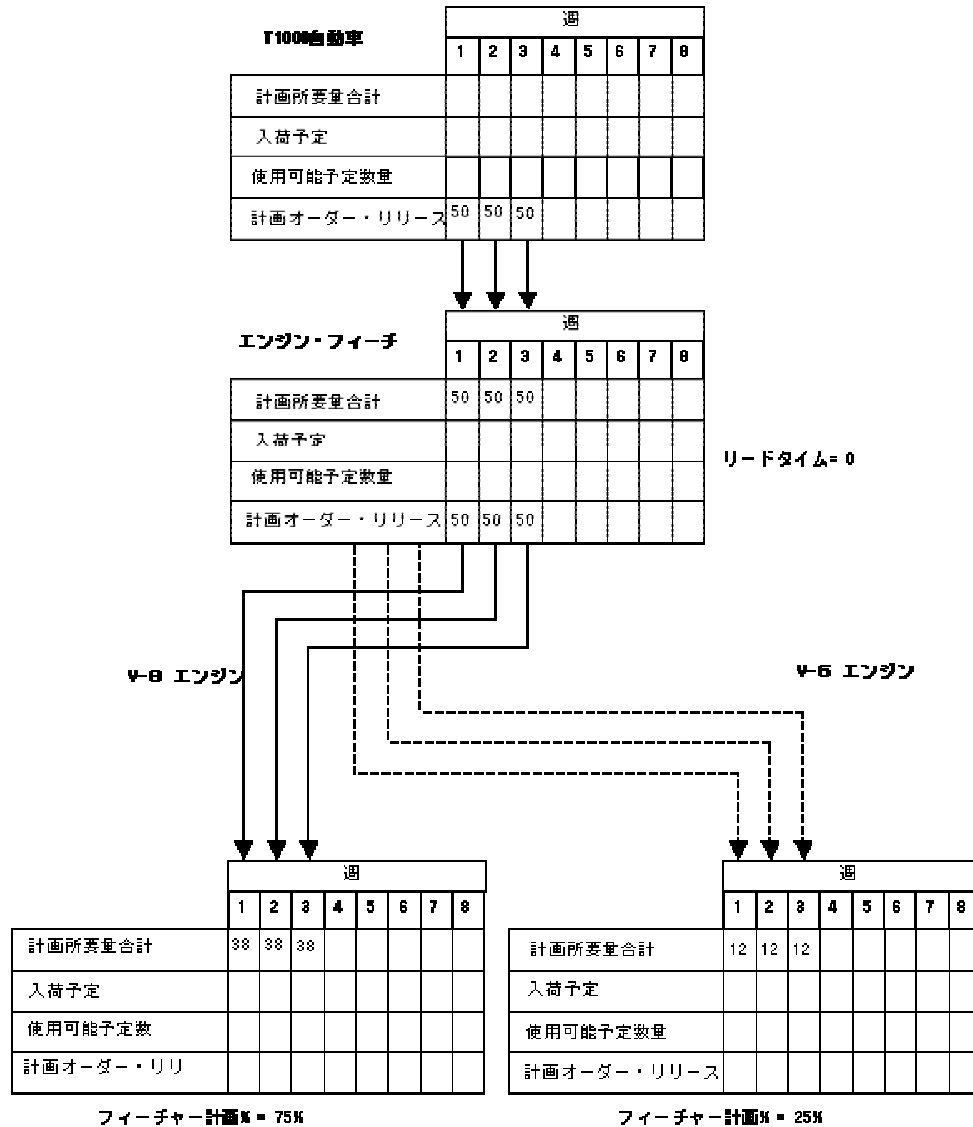 T1000自動車
週
1 2 3 4 5 6 7 8
計画所要量合計
入荷予定
使用可能予定数量
計画オーダー・リリース 50 50 50
エンジン・フィーチ
週
1 2 3 4 5 6 7 8
計画所要量合計 50 50 50
入荷予定
使用可能予定数量
計画オーダー・リリース 50 50 50
リードタイム= 0
V-8 エンジン
V-6 エンジン
週
1 2 3 4 5 6 7 8
計画所要量合計 38 38 38
入荷予定
使用可能予定数
計画オーダー・リリ
フィーチャー計画% = 75%
週
1 2 3 4 5 6 7 8
計画所要量合計 12 12 12
入荷予定
使用可能予定数量
計画オーダー・リリース
フィーチャー計画% = 25%